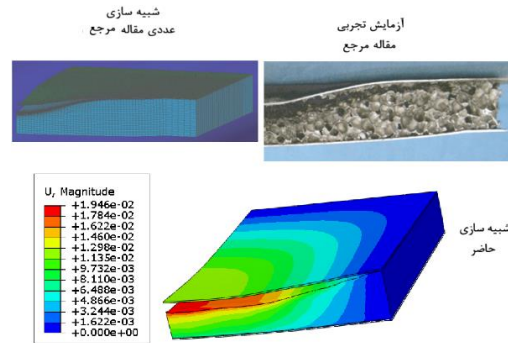 شبیه سازی
عددی مقاله مرجع
آزمایش تجربی
مقاله مرجع
U, Magnitude
+1.946e-02
+1.784e-02
+1.622e-02
+1.460e-02
+1.298e-02
+1.135e-02
+9.732e-03
+8.110e-03
+6.488e-03
+4.866e-03
+3.244e-03
+1.622e-03
+0.000e+00
شبیه سازی
حاضر